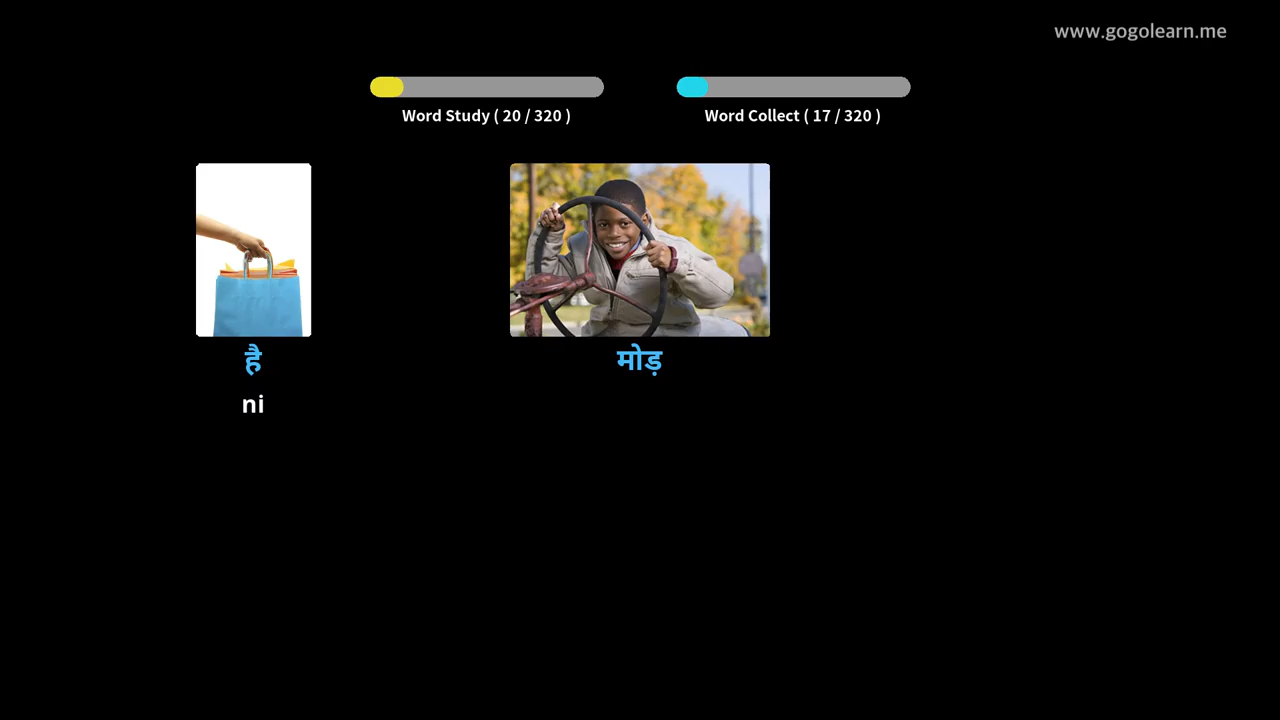 www.gogolearn.me
Word Study ( 20 / 320 )
Word Collect ( 17 / 320 )
है
मोड़
ni